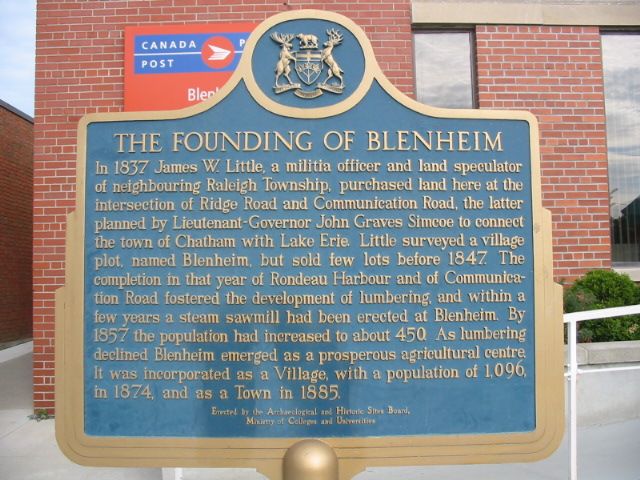 CANADA
POST
P
Blen
THE FOUNDING OF BLENHEIM
In 1837 James W. Little, a militia officer and land speculator
of neighbouring Raleigh Township, purchased land here at the
intersection of Ridge Road and Communication Road, the latter
planned by Lieutenant-Governor John Graves Simcoe to connect
the town of Chatham with Lake Erie. Little surveyed a village
plot, named Blenheim, but sold few lots before 1847. The
completion in that year of Rondeau Harbour and of Communica-
tion Road fostered the development of lumbering, and within a
few years a steam sawmill had been erected at Blenheim. By
1857 the population had increased to about 450. As lumbering
declined Blenheim emerged as a prosperous agricultural centre.
It was incorporated as a Village, with a population of 1,096,
in 1874, and as a Town in 1885.
Erected by the Archaeological and Historic Sites Board,
Ministry of Colleges and Universities